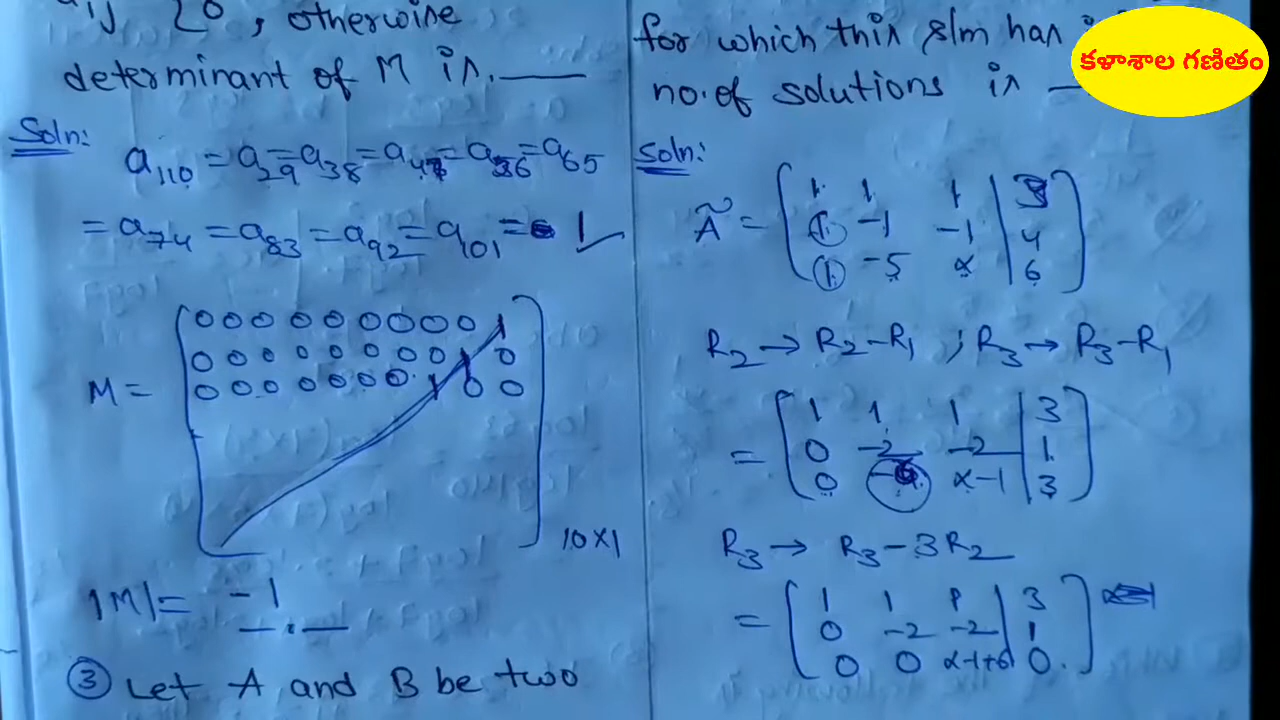 , otherwise
determinant of M is. ___
Soln:
a₁₁₀ = a₂₉ = a₃₈ = a₄₇ = a₅₆ = a₆₅
= a₇₄ = a₈₃ = a₉₂ = a₁₀₁ = 1
M =
0 0 0 0 0 0 0 0 0 1
0 0 0 0 0 0 0 0 1 0
0 0 0 0 0 0 0 1 0 0
10×1
|M| = -1
③ Let A and B be two
for which this s/m has
no. of solutions is
Soln:
Ã =
1 1 1 | 3
1 -1 -1 | 4
1 -5 α | 6
R₂ → R₂-R₁ ; R₃ → R₃-R₁
=
1 1 1 | 3
0 -2 -2 | 1
0 -6 α-1 | 3
R₃ → R₃-3R₂
=
1 1 1 | 3
0 -2 -2 | 1
0 0 α-1+6 | 0
కళాశాల గణితం